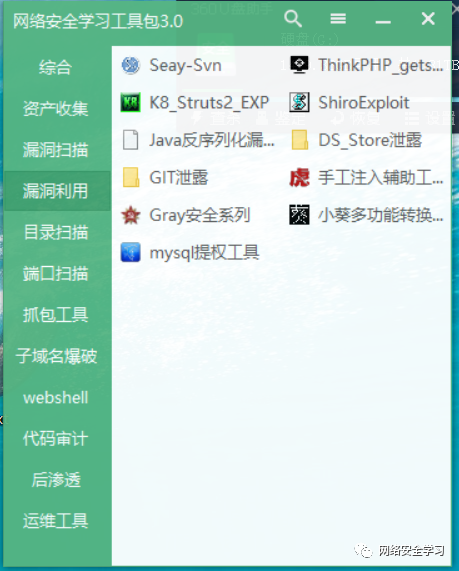 网络安全学习工具包3.0
综合
资产收集
漏洞扫描
漏洞利用
目录扫描
端口扫描
抓包工具
子域名爆破
webshell
代码审计
后渗透
运维工具
Seay-Svn
ThinkPHP_gets...
K8_Struts2_EXP
ShiroExploit
Java反序列化漏...
DS_Store泄露
GIT泄露
手工注入辅助工...
Gray安全系列
小葵多功能转换...
mysql提权工具
网络安全学习